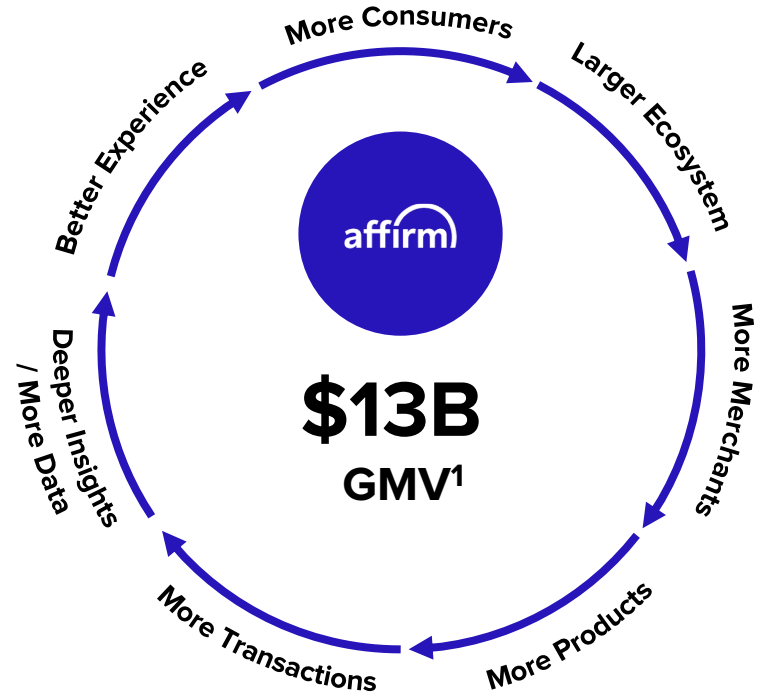 More Consumers
Larger Ecosystem
More Merchants
More Products
More Transactions
Deeper Insights
/ More Data
Better Experience
affirm
$13B
GMV¹